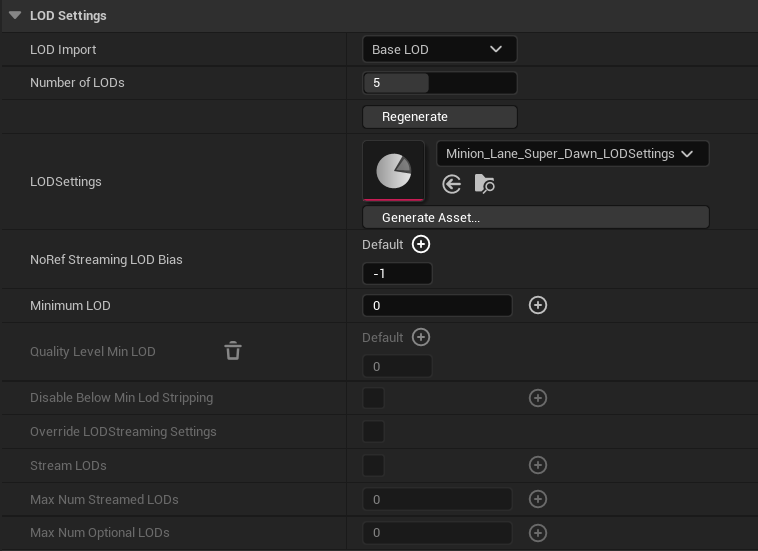 LOD Settings
LOD Import
Base LOD
Number of LODs
5
Regenerate
LODSettings
Minion_Lane_Super_Dawn_LODSettings
Generate Asset...
NoRef Streaming LOD Bias
Default
-1
Minimum LOD
0
Quality Level Min LOD
Default
0
Disable Below Min Lod Stripping
Override LODStreaming Settings
Stream LODs
Max Num Streamed LODs
0
Max Num Optional LODs
0